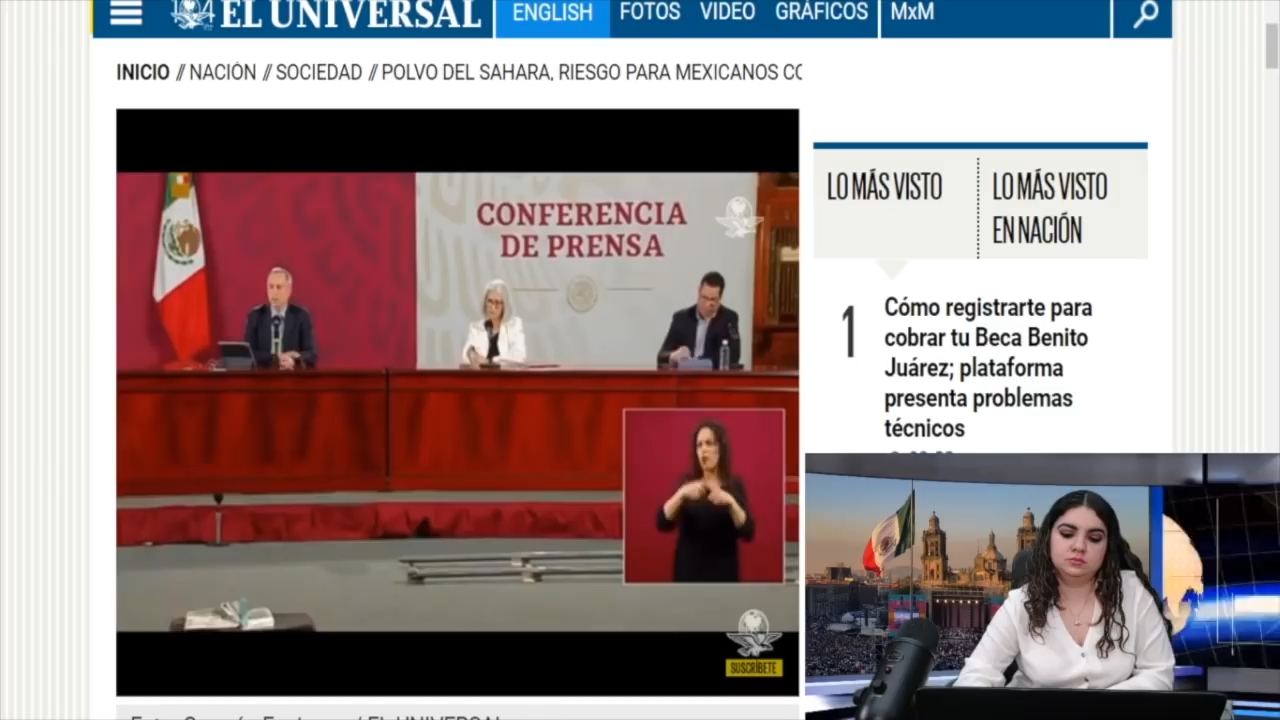 EL UNIVERSAL
ENGLISH
FOTOS
VIDEO
GRÁFICOS
MxM
INICIO // NACIÓN // SOCIEDAD // POLVO DEL SAHARA, RIESGO PARA MEXICANOS CO
CONFERENCIA
DE PRENSA
SUSCRÍBETE
LO MÁS VISTO
LO MÁS VISTO
EN NACIÓN
1
Cómo registrarte para
cobrar tu Beca Benito
Juárez; plataforma
presenta problemas
técnicos
/ EL UNIVERSAL